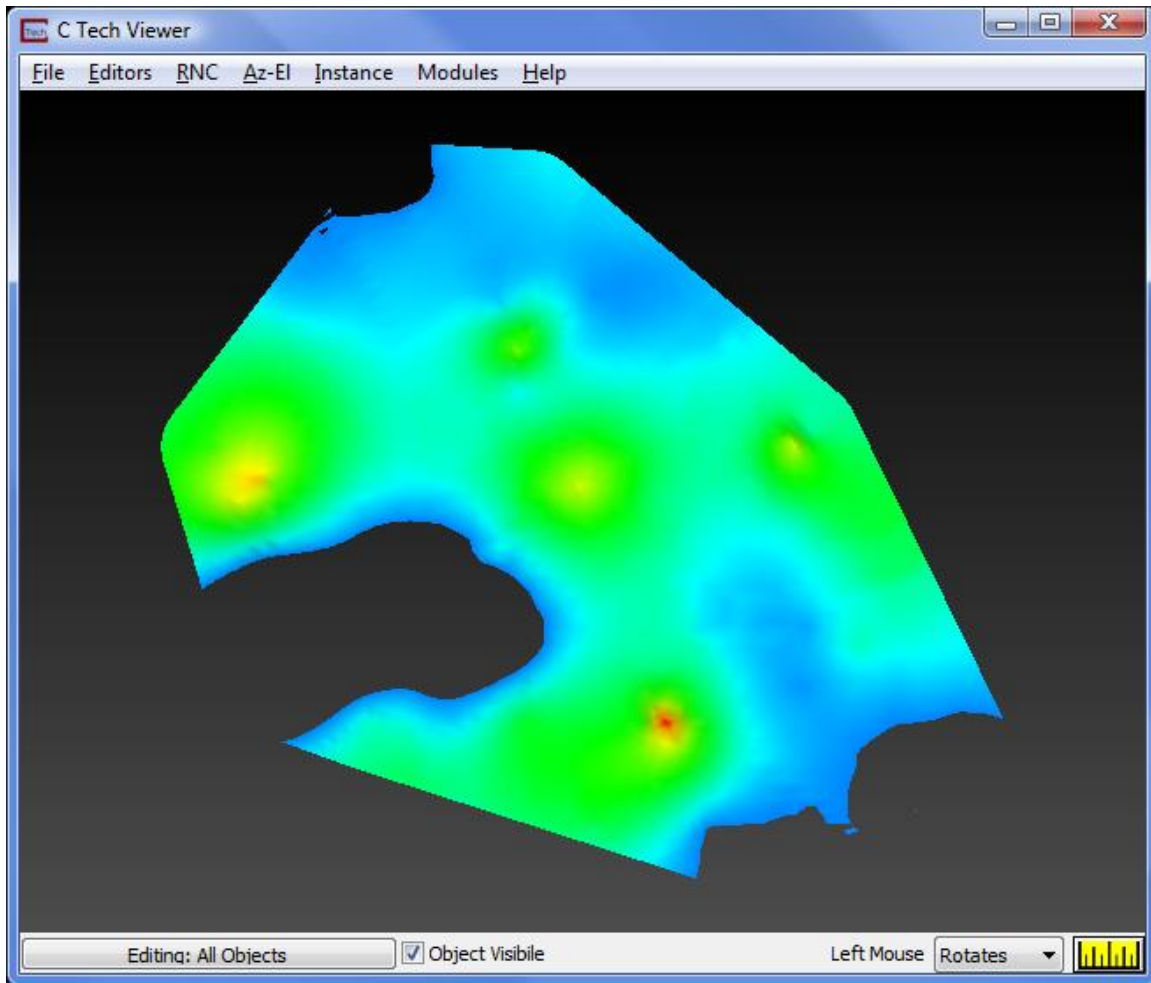 C Tech Viewer
File Editors RNC Az-El Instance Modules Help
Editing: All Objects Object Visibile Left Mouse Rotates